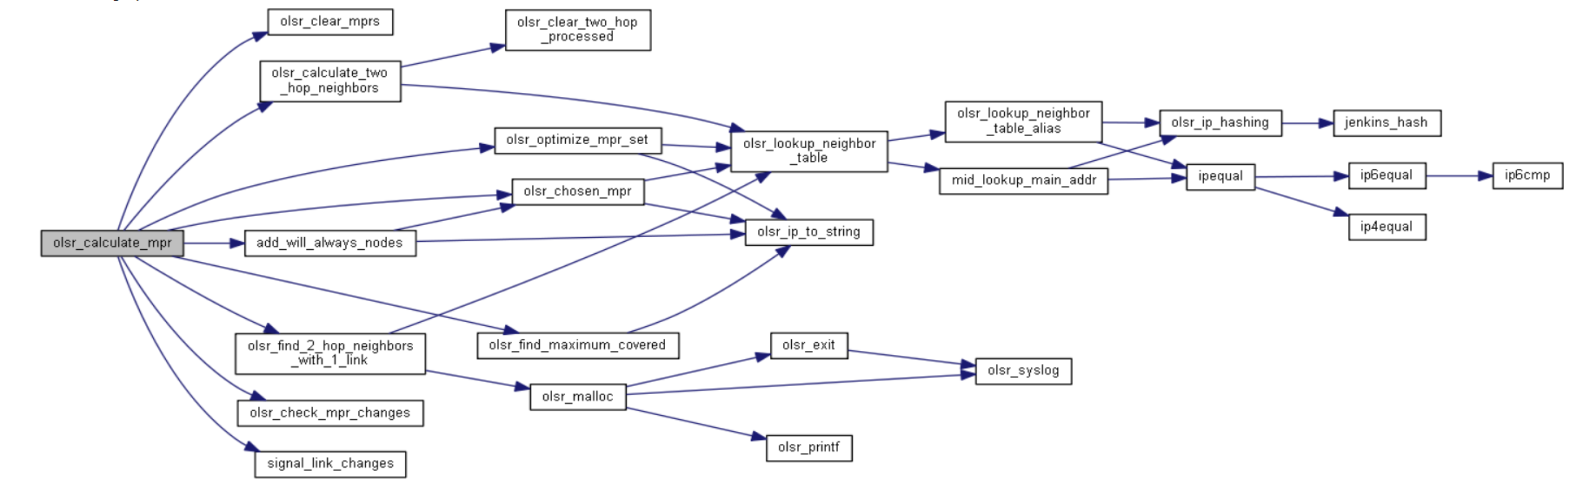 olsr_clear_mprs
olsr_clear_two_hop
_processed
olsr_calculate_two
_hop_neighbors
olsr_lookup_neighbor
_table_alias
olsr_ip_hashing
jenkins_hash
olsr_optimize_mpr_set
olsr_lookup_neighbor
_table
olsr_chosen_mpr
mid_lookup_main_addr
ipequal
ip6equal
ip6cmp
olsr_calculate_mpr
add_will_always_nodes
olsr_ip_to_string
ip4equal
olsr_find_2_hop_neighbors
_with_1_link
olsr_find_maximum_covered
olsr_exit
olsr_syslog
olsr_malloc
olsr_check_mpr_changes
olsr_printf
signal_link_changes